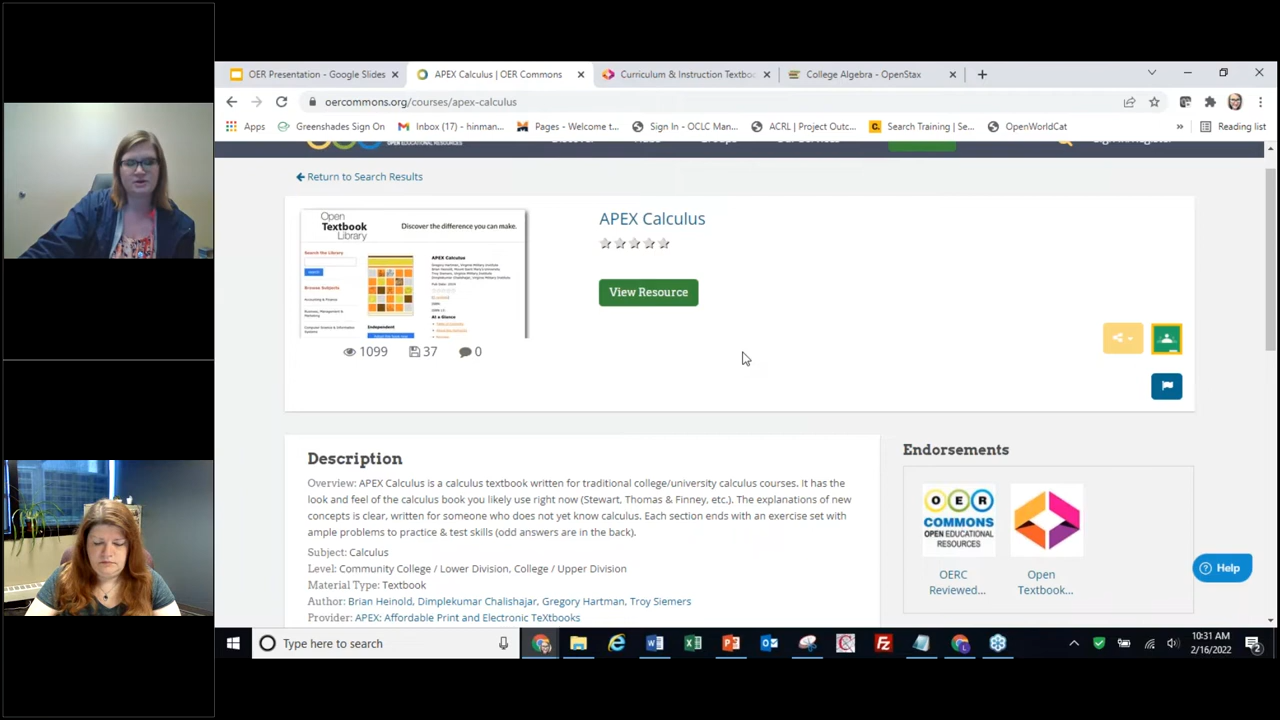 OER Presentation - Google Slides
APEX Calculus | OER Commons
Curriculum & Instruction Textbo
College Algebra - OpenStax
oercommons.org/courses/apex-calculus
Apps
Greenshades Sign On
Inbox (17) - hinman...
Pages - Welcome t...
Sign In - OCLC Man...
ACRL | Project Outc...
Search Training | Se...
OpenWorldCat
»
Reading list
OPEN EDUCATIONAL RESOURCES
Return to Search Results
Open
Textbook
Library
Discover the difference you can make.
APEX Calculus
View Resource
1099
37
0
Description
Overview: APEX Calculus is a calculus textbook written for traditional college/university calculus courses. It has the
look and feel of the calculus book you likely use right now (Stewart, Thomas & Finney, etc.). The explanations of new
concepts is clear, written for someone who does not yet know calculus. Each section ends with an exercise set with
ample problems to practice & test skills (odd answers are in the back).
Subject: Calculus
Level: Community College / Lower Division, College / Upper Division
Material Type: Textbook
Author: Brian Heinold, Dimplekumar Chalishajar, Gregory Hartman, Troy Siemers
Provider: APEX: Affordable Print and Electronic TeXtbooks
Endorsements
OER
COMMONS
OPEN EDUCATIONAL
RESOURCES
OERC
Reviewed...
Open
Textbook...
Help
Type here to search
10:31 AM
2/16/2022
2